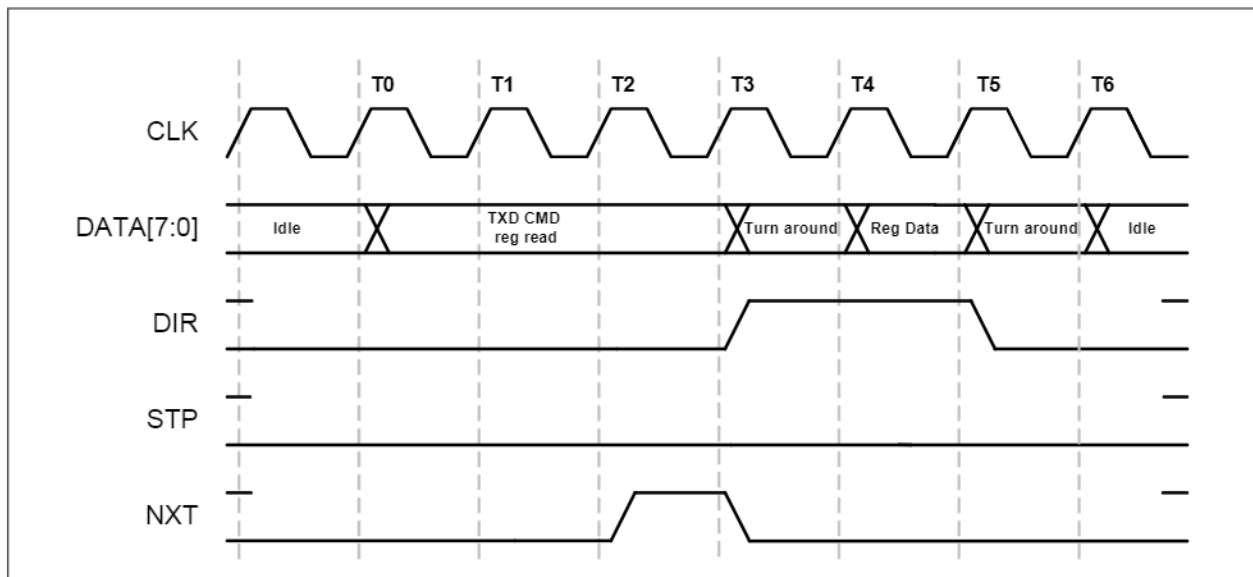 T0 T1 T2 T3 T4 T5 T6
CLK
DATA[7:0] Idle TXD CMD Turn around Reg Data Turn around Idle
reg read
DIR
STP
NXT